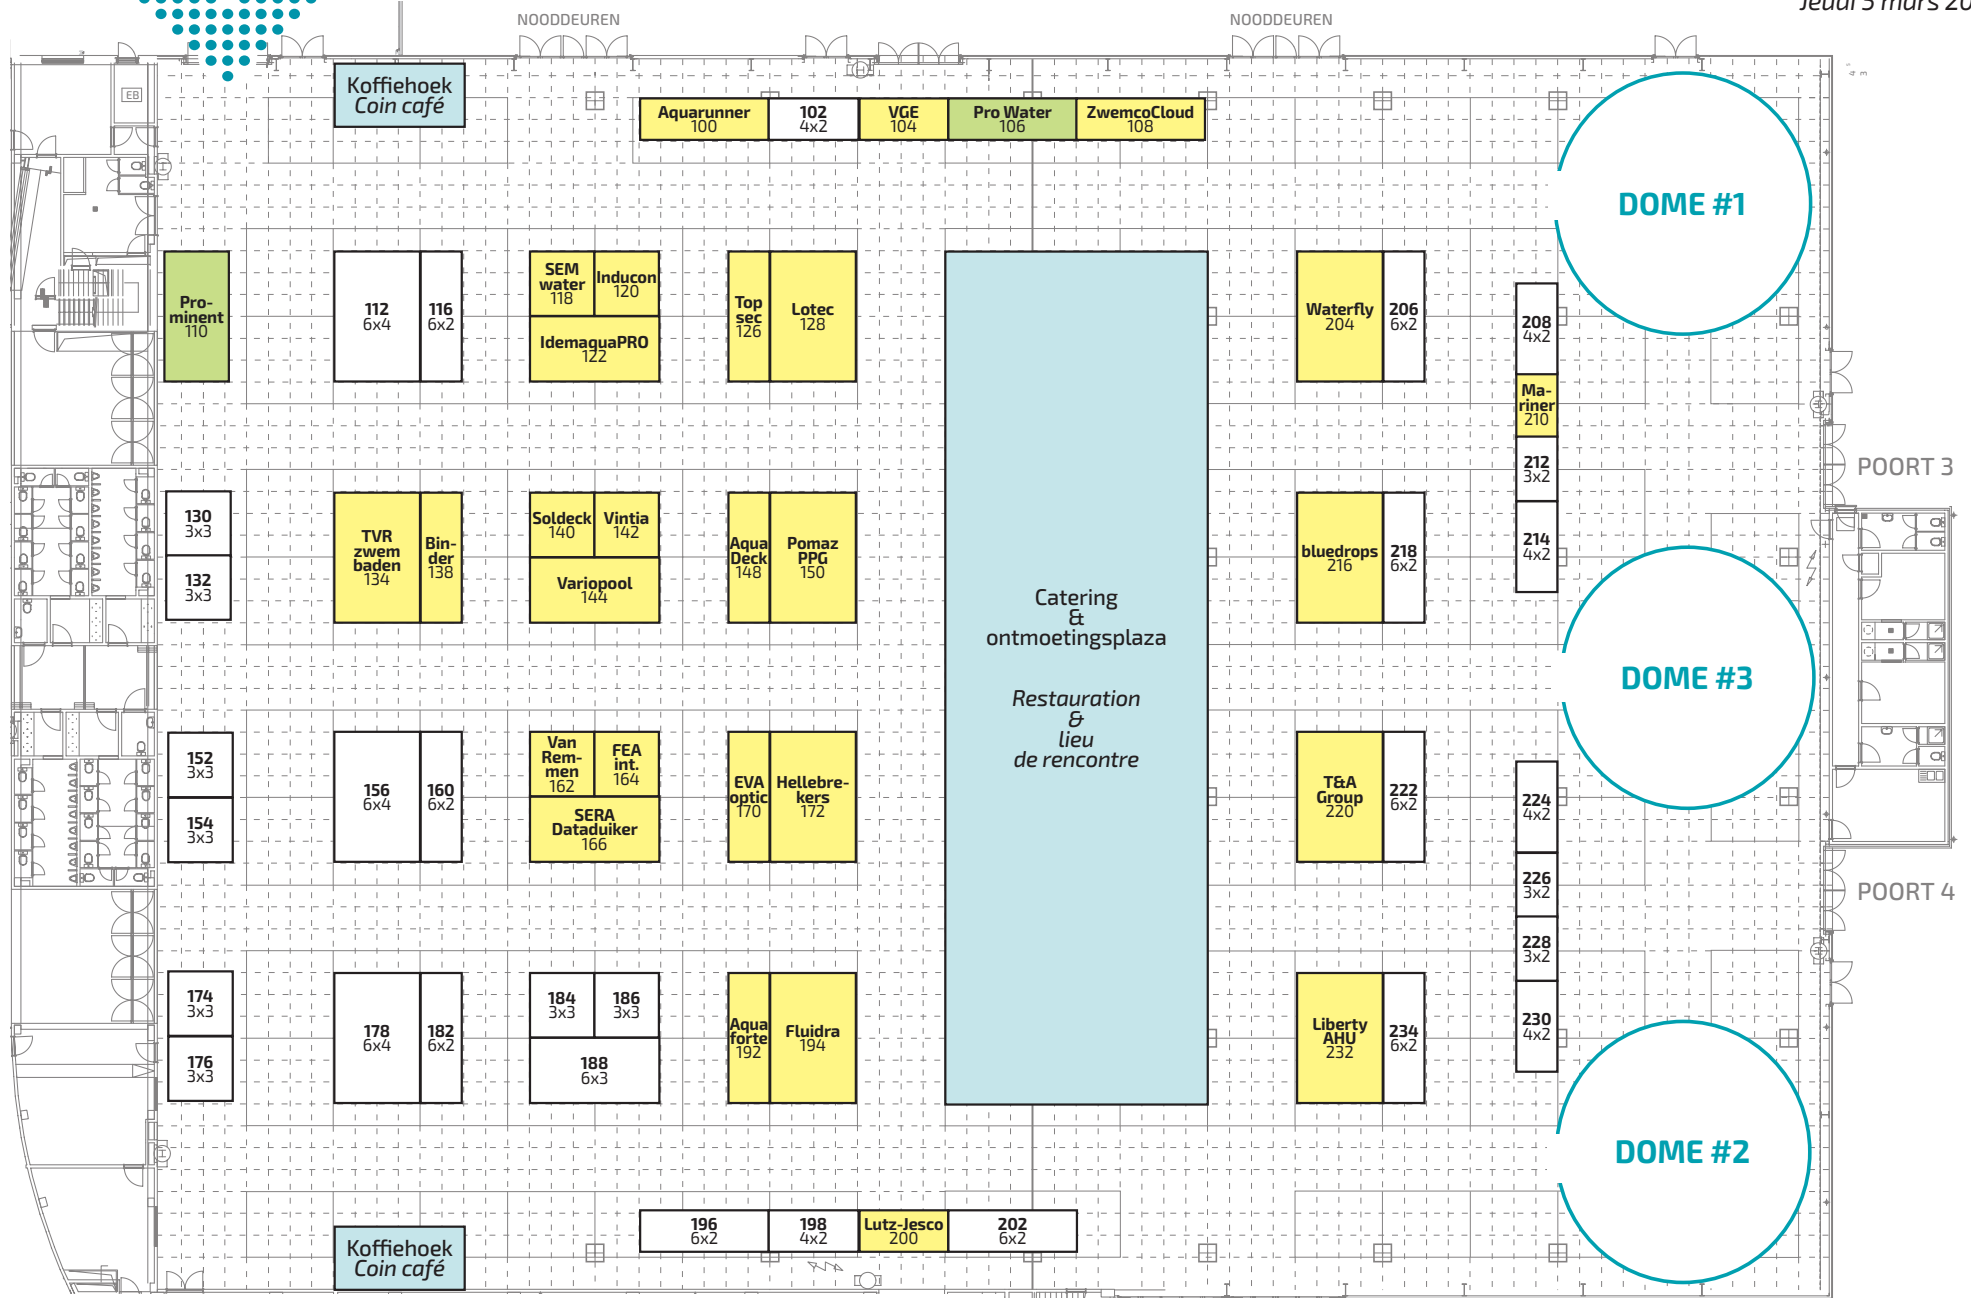 Jeudi 5 mars 20
NOODDEUREN
NOODDEUREN
Koffiehoek
Coin café
EB
Aquarunner
100
102
4x2
VGE
104
Pro Water
106
ZwemcoCloud
108
DOME #1
Pro-
minent
110
112
6x4
116
6x2
SEM
water
118
Inducon
120
IdemaquaPRO
122
Top
sec
126
Lotec
128
Waterfly
204
206
6x2
208
4x2
Ma-
riner
210
212
3x2
214
4x2
POORT 3
130
3x3
132
3x3
TVR
zwem
baden
134
Bin-
der
138
Soldeck
140
Vintia
142
Variopool
144
Aqua
Deck
148
Pomaz
PPG
150
Catering
&
ontmoetingsplaza
Restauration
&
lieu
de rencontre
bluedrops
216
218
6x2
DOME #3
152
3x3
154
3x3
156
6x4
160
6x2
Van
Rem-
men
162
FEA
int.
164
SERA
Dataduiker
166
EVA
optic
170
Hellebre-
kers
172
T&A
Group
220
222
6x2
224
4x2
226
3x2
228
3x2
230
4x2
POORT 4
174
3x3
176
3x3
178
6x4
182
6x2
184
3x3
186
3x3
188
6x3
Aqua
forte
192
Fluidra
194
Liberty
AHU
232
234
6x2
DOME #2
196
6x2
198
4x2
Lutz-Jesco
200
202
6x2
Koffiehoek
Coin café